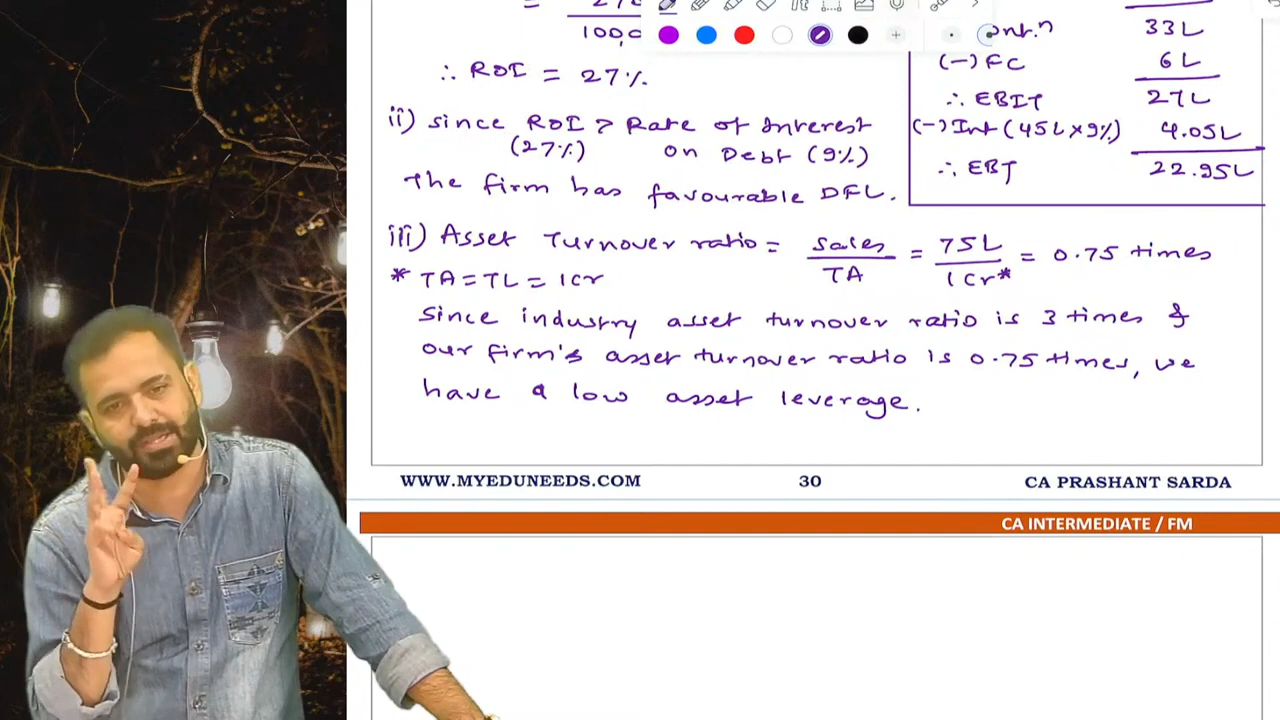 =
100,0
∴ ROI = 27%
ii) since ROI > Rate of Interest
(27%) on Debt (9%)
The firm has favourable DFL.
33L
(-) FC 6L
∴ EBIT 27L
(-) Int (45L x 9%) 4.05L
∴ EBT 22.95L
iii) Asset Turnover ratio = Sales / TA = 75L / 1Cr* = 0.75 times
* TA = TL = 1cr
Since industry asset turnover ratio is 3 times &
our firm's asset turnover ratio is 0.75 times, we
have a low asset leverage.
WWW.MYEDUNEEDS.COM 30 CA PRASHANT SARDA
CA INTERMEDIATE / FM